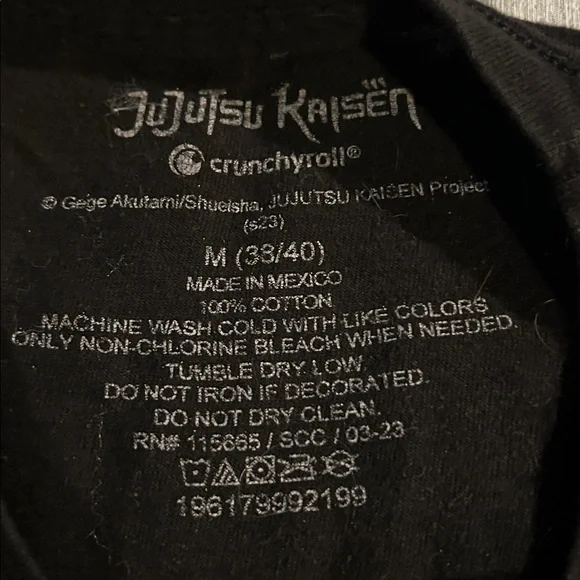 JUJUTSU KAISEN
crunchyroll®
© Gege Akutami/Shueisha, JUJUTSU KAISEN Project
(s23)
M (38/40)
MADE IN MEXICO
100% COTTON
MACHINE WASH COLD WITH LIKE COLORS
ONLY NON-CHLORINE BLEACH WHEN NEEDED.
TUMBLE DRY LOW.
DO NOT IRON IF DECORATED.
DO NOT DRY CLEAN.
RN# 115665 / SCC / 03-23
196179992199